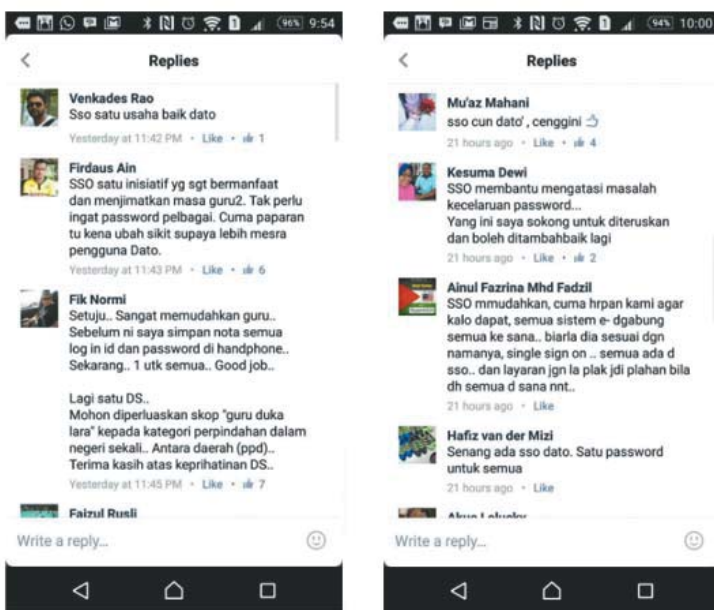 96% 9:54
Replies
Venkades Rao
Sso satu usaha baik dato
Yesterday at 11:42 PM • Like • 1
Firdaus Ain
SSO satu inisiatif yg sgt bermanfaat
dan menjimatkan masa guru2. Tak perlu
ingat password pelbagai. Cuma paparan
tu kena ubah sikit supaya lebih mesra
pengguna Dato.
Yesterday at 11:43 PM • Like • 6
Fik Normi
Setuju.. Sangat memudahkan guru..
Sebelum ni saya simpan nota semua
log in id dan password di handphone..
Sekarang.. 1 utk semua.. Good job..
Lagi satu DS..
Mohon diperluaskan skop "guru duka
lara" kepada kategori perpindahan dalam
negeri sekali.. Antara daerah (ppd)..
Terima kasih atas keprihatinan DS..
Yesterday at 11:45 PM • Like • 7
Faizul Rusli
Write a reply...
94% 10:00
Replies
Mu'az Mahani
sso cun dato' , cenggini
21 hours ago • Like • 4
Kesuma Dewi
SSO membantu mengatasi masalah
kecelaruan password...
Yang ini saya sokong untuk diteruskan
dan boleh ditambahbaik lagi
21 hours ago • Like • 2
Ainul Fazrina Mhd Fadzil
SSO mmudahkan, cuma hrpan kami agar
kalo dapat, semua sistem e- dgabung
semua ke sana.. biarla dia sesuai dgn
namanya, single sign on .. semua ada d
sso.. dan layaran jgn la plak jdi plahan bila
dh semua d sana nnt..
21 hours ago • Like
Hafiz van der Mizi
Senang ada sso dato. Satu password
untuk semua
21 hours ago • Like
Write a reply...